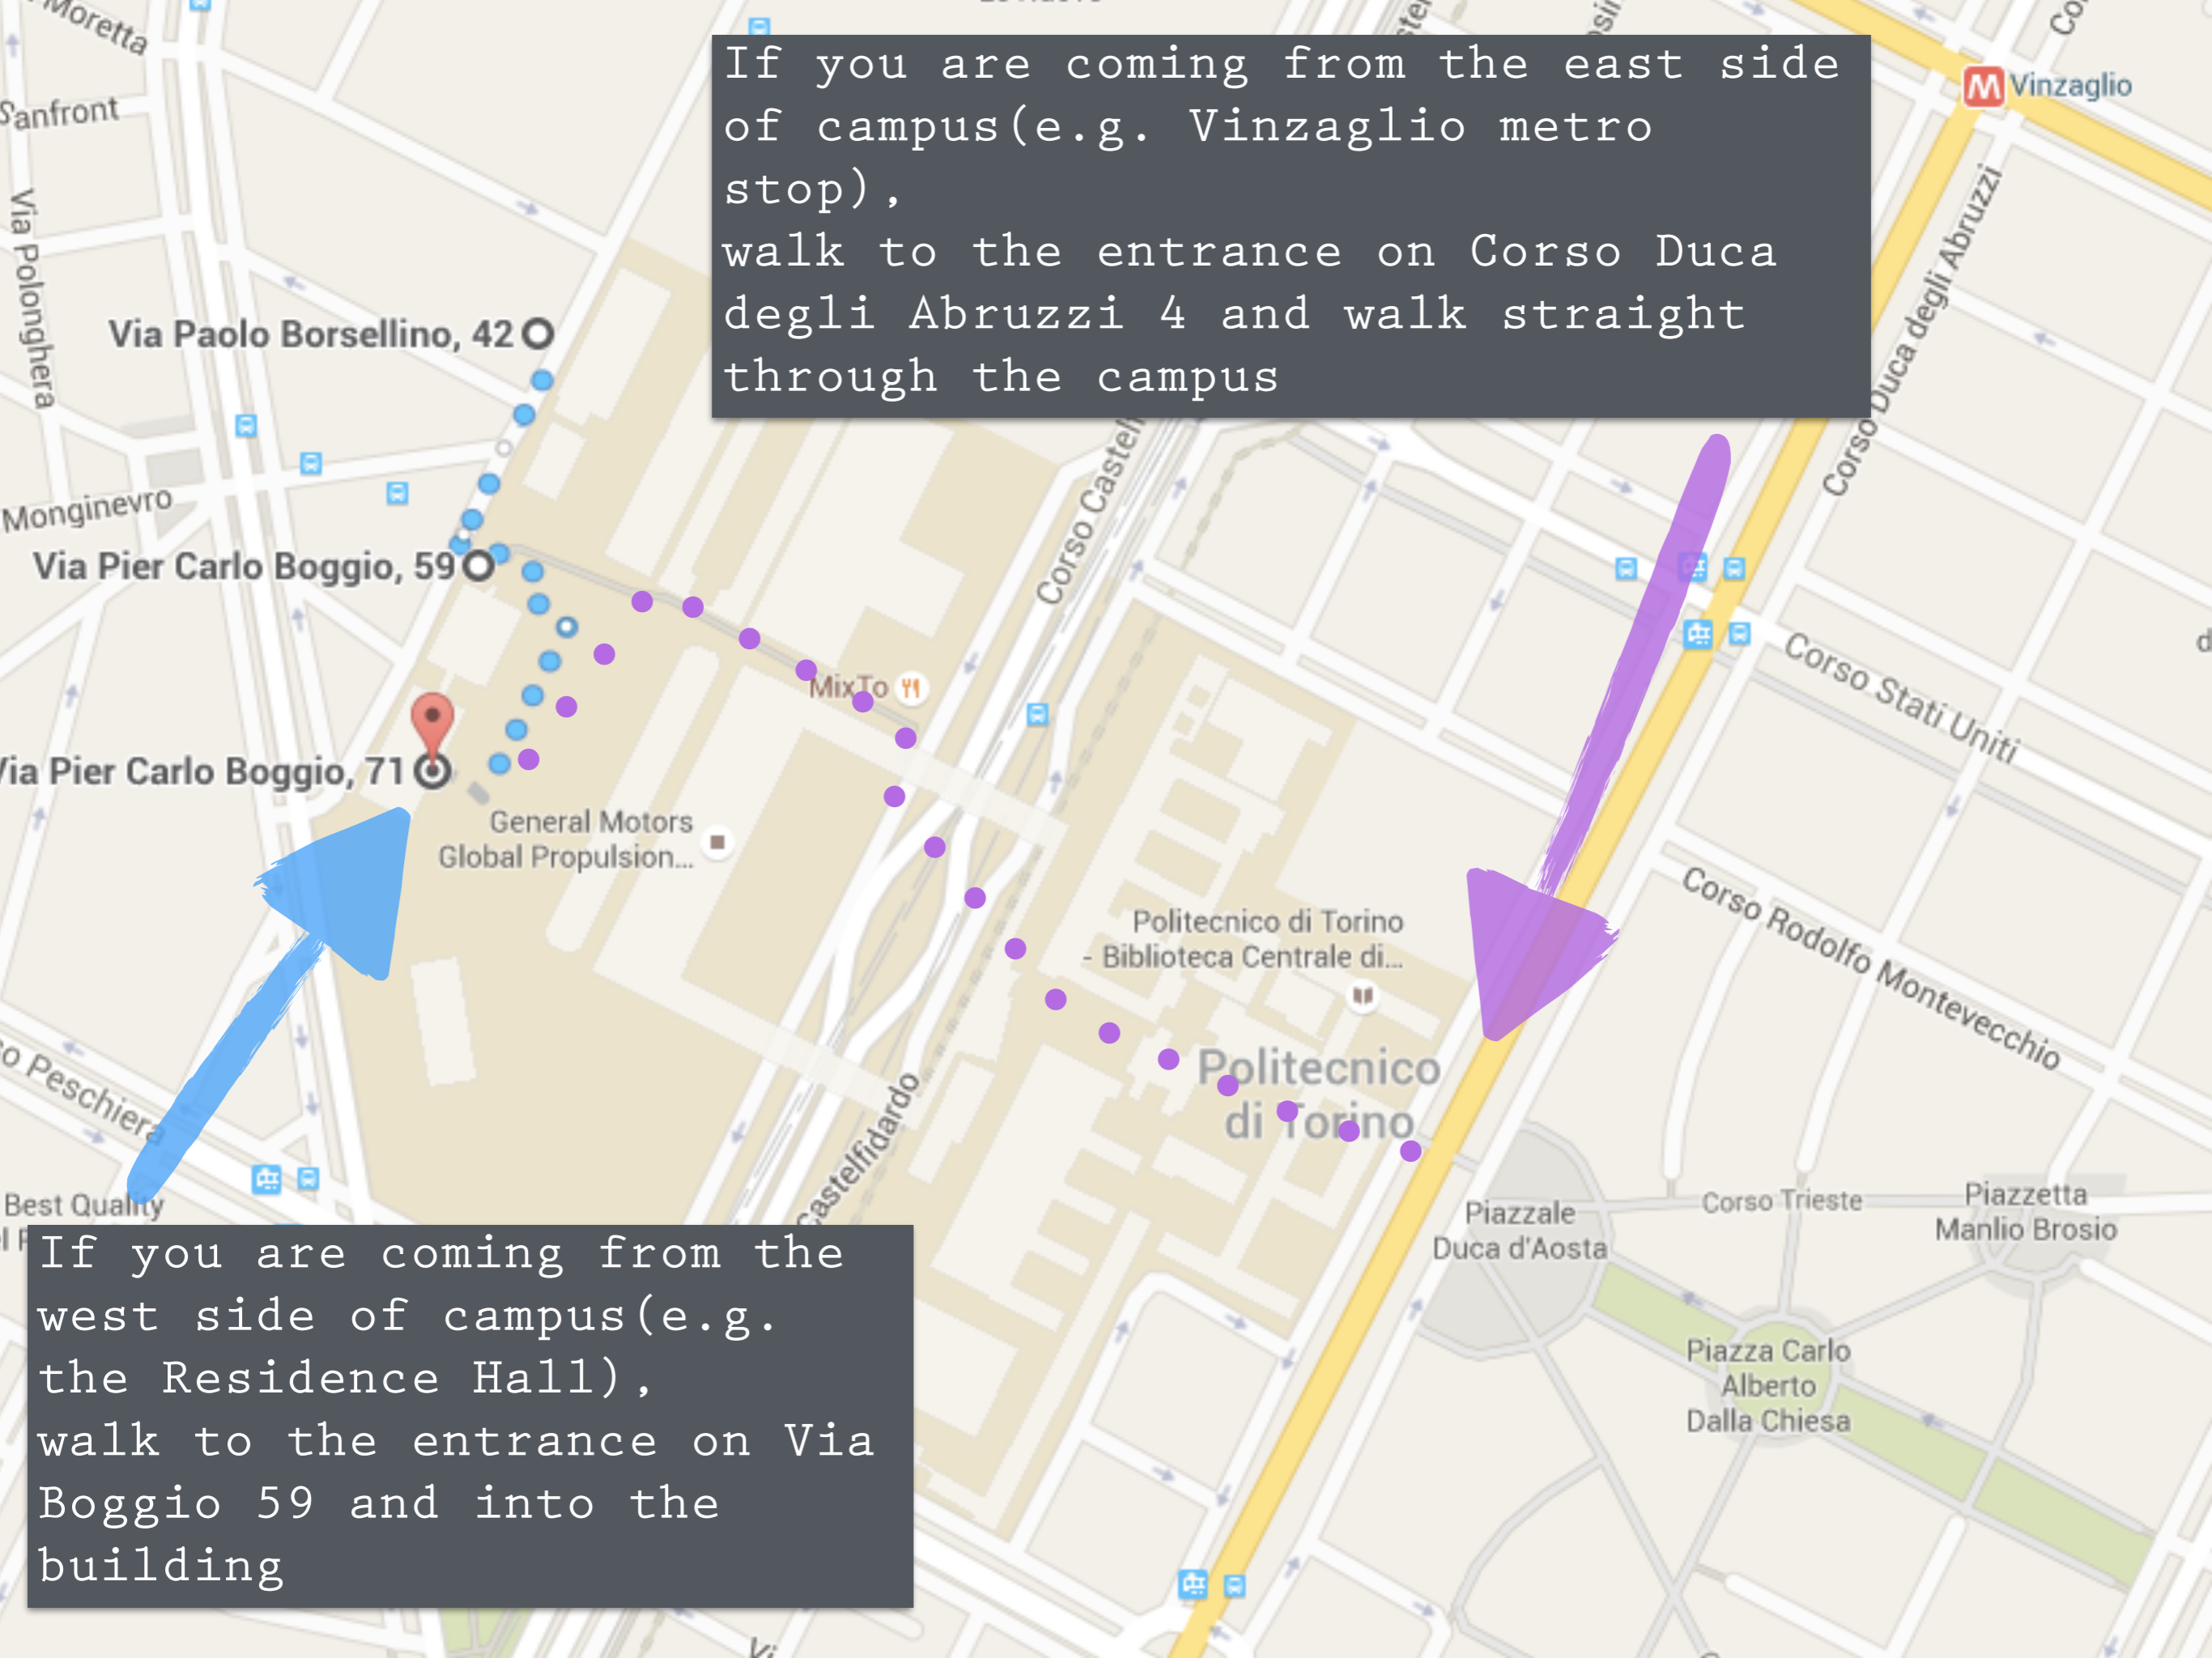 Moretta
Sanfront
Via Polonghera
If you are coming from the east side
of campus(e.g. Vinzaglio metro
stop),
walk to the entrance on Corso Duca
degli Abruzzi 4 and walk straight
through the campus
M Vinzaglio
Corso Duca degli Abruzzi
Via Paolo Borsellino, 42
Monginevro
Via Pier Carlo Boggio, 59
Via Pier Carlo Boggio, 71
Corso Castelf
MixTo
General Motors
Global Propulsion...
Corso Stati Uniti
Corso Rodolfo Montevecchio
Politecnico di Torino
- Biblioteca Centrale di...
Politecnico
di Torino
o Peschiera
Castelfidardo
Best Quality
Piazzale
Duca d'Aosta
Corso Trieste
Piazzetta
Manlio Brosio
Piazza Carlo
Alberto
Dalla Chiesa
If you are coming from the
west side of campus(e.g.
the Residence Hall),
walk to the entrance on Via
Boggio 59 and into the
building